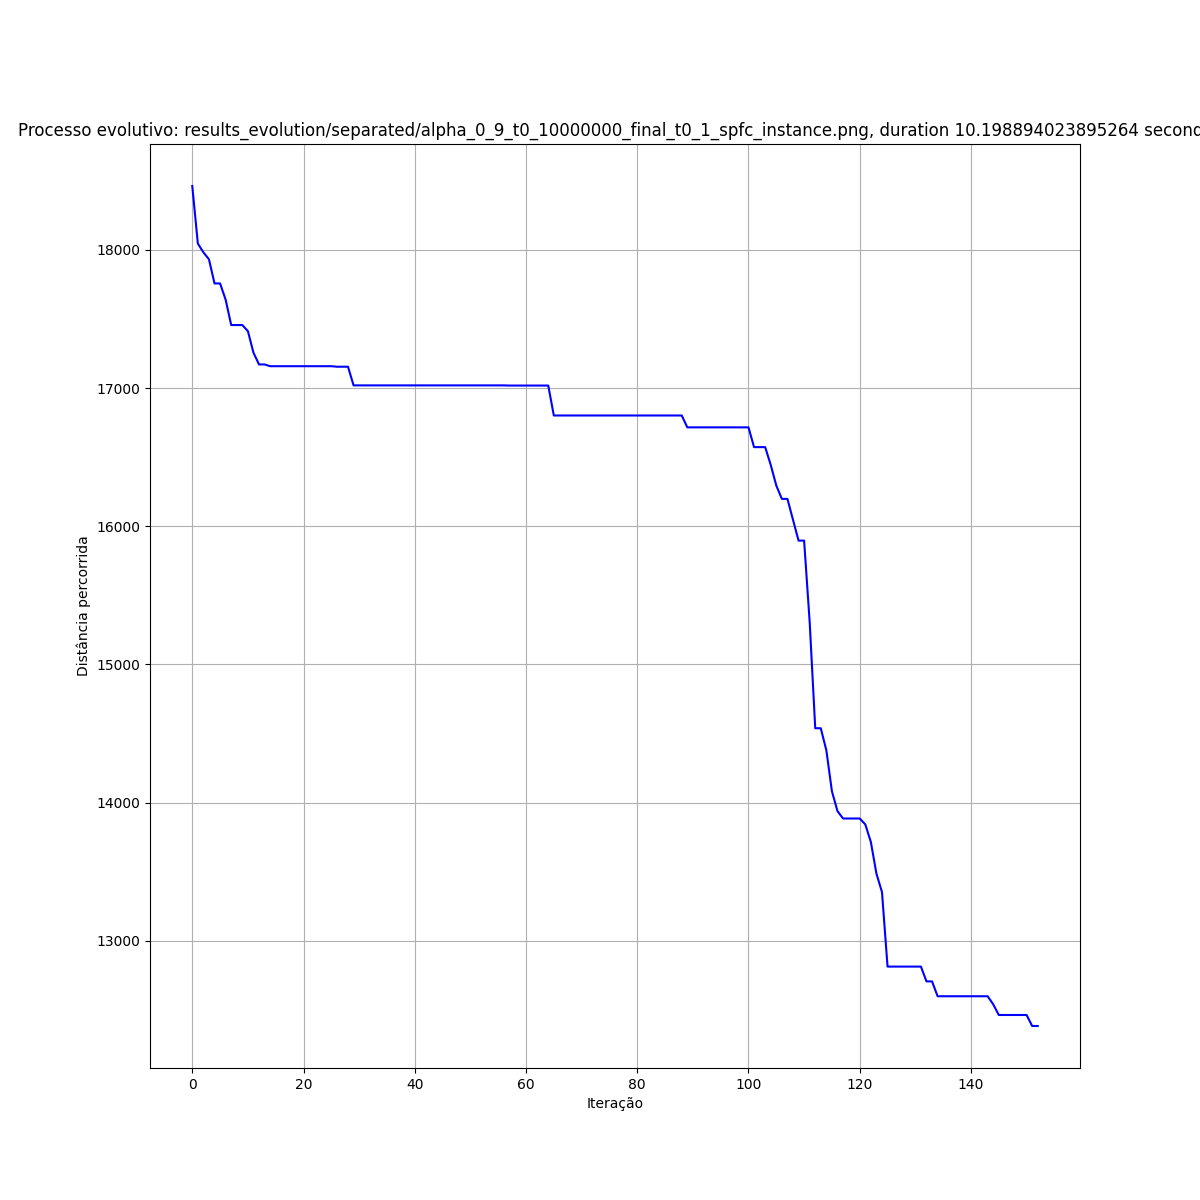 Processo evolutivo: results_evolution/separated/alpha_0_9_t0_10000000_final_t0_1_spfc_instance.png, duration 10.198894023895264 second
18000
17000
16000
15000
14000
13000
Distância percorrida
0 20 40 60 80 100 120 140
Iteração